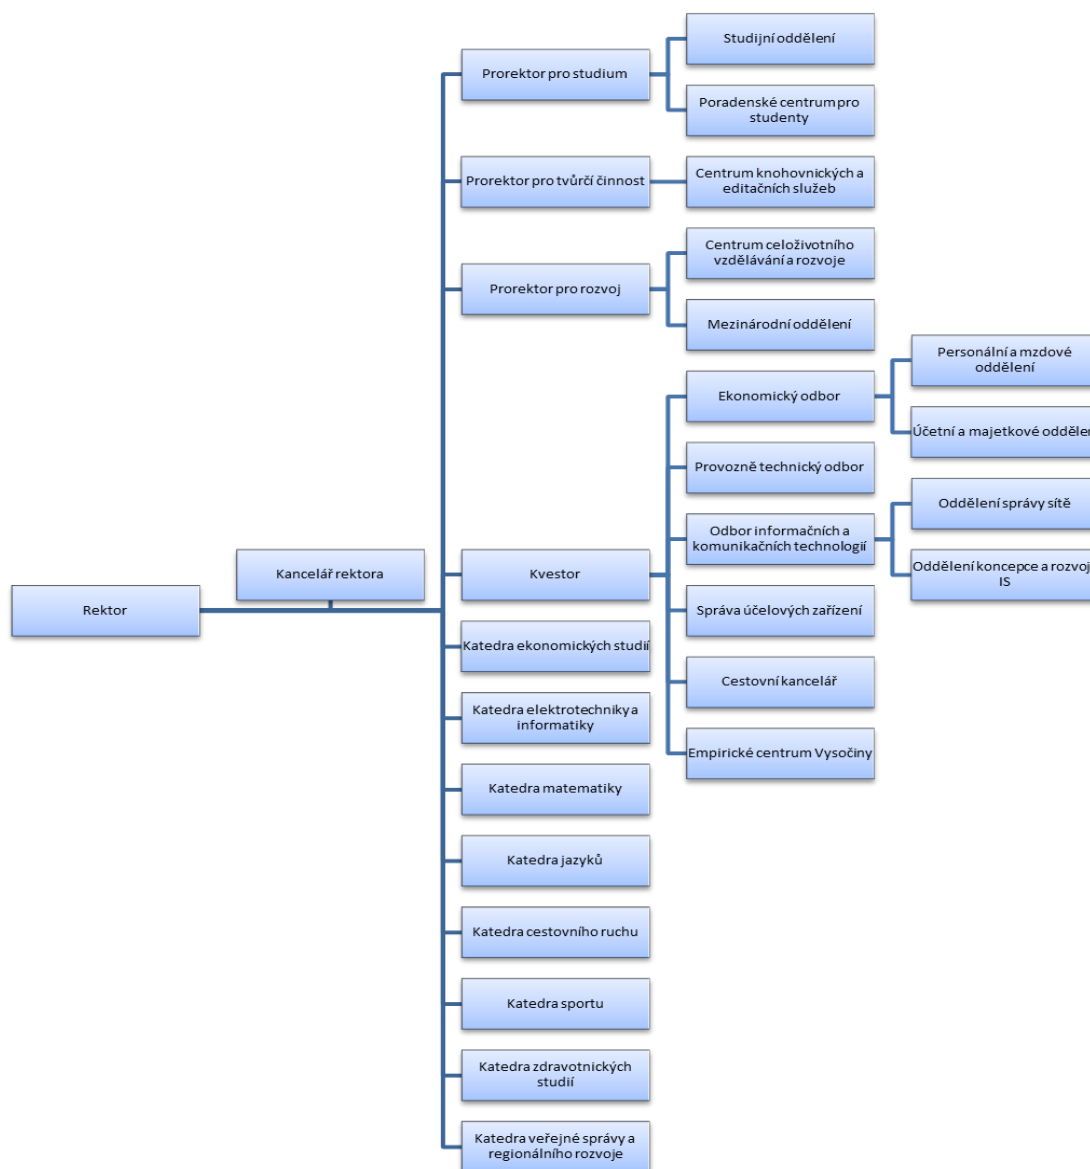 Studijní oddělení
Prorektor pro studium
Poradenské centrum pro
studenty
Prorektor pro tvůrčí činnost
Centrum knohovnických a
editačních služeb
Centrum celoživotního
vzdělávání a rozvoje
Prorektor pro rozvoj
Mezinárodní oddělení
Personální a mzdové
oddělení
Ekonomický odbor
Účetní a majetkové oddělen
Provozně technický odbor
Oddělení správy sítě
Odbor informačních a
komunikačních technologií
Oddělení koncepce a rozvoj
IS
Kancelář rektora
Kvestor
Rektor
Správa účelových zařízení
Katedra ekonomických studií
Cestovní kancelář
Katedra elektrotechniky a
informatiky
Empirické centrum Vysočiny
Katedra matematiky
Katedra jazyků
Katedra cestovního ruchu
Katedra sportu
Katedra zdravotnických
studií
Katedra veřejné správy a
regionálního rozvoje